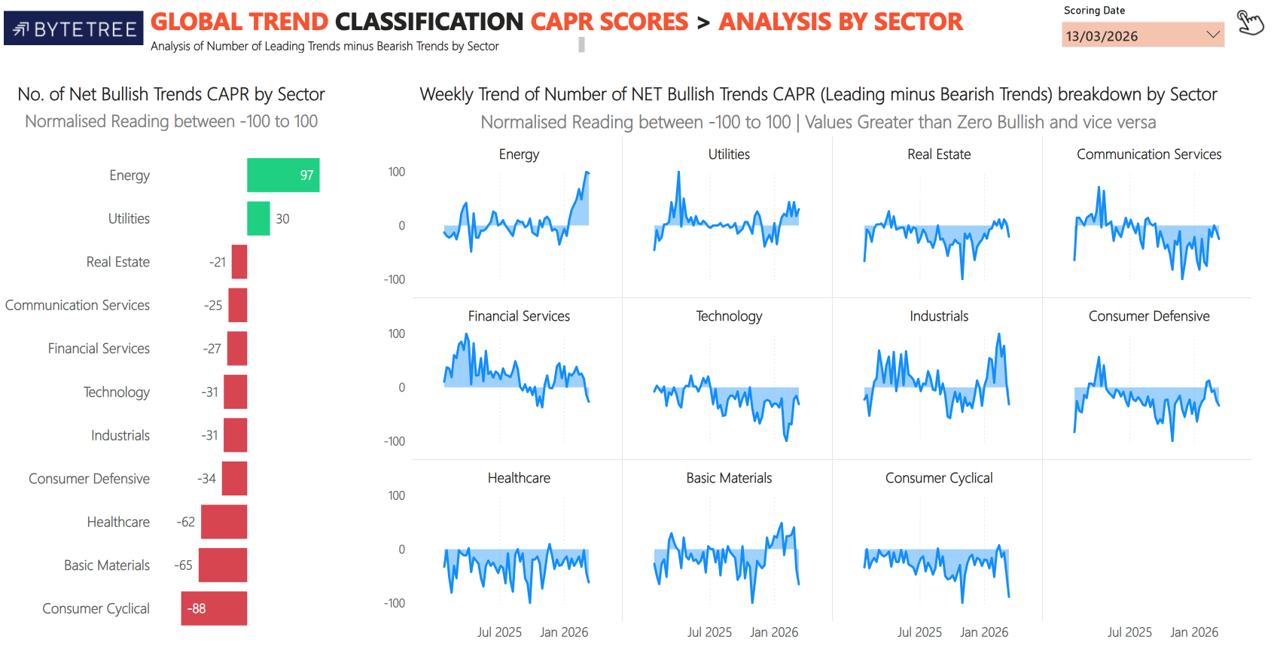 BYTETREE
GLOBAL TREND CLASSIFICATION CAPR SCORES > ANALYSIS BY SECTOR
Analysis of Number of Leading Trends minus Bearish Trends by Sector
Scoring Date
13/03/2026
No. of Net Bullish Trends CAPR by Sector
Normalised Reading between -100 to 100
Energy 97
Utilities 30
Real Estate -21
Communication Services -25
Financial Services -27
Technology -31
Industrials -31
Consumer Defensive -34
Healthcare -62
Basic Materials -65
Consumer Cyclical -88
Weekly Trend of Number of NET Bullish Trends CAPR (Leading minus Bearish Trends) breakdown by Sector
Normalised Reading between -100 to 100 | Values Greater than Zero Bullish and vice versa
Energy Utilities Real Estate Communication Services
100
0
-100
Financial Services Technology Industrials Consumer Defensive
100
0
-100
Healthcare Basic Materials Consumer Cyclical
100
0
-100
Jul 2025 Jan 2026 Jul 2025 Jan 2026 Jul 2025 Jan 2026 Jul 2025 Jan 2026